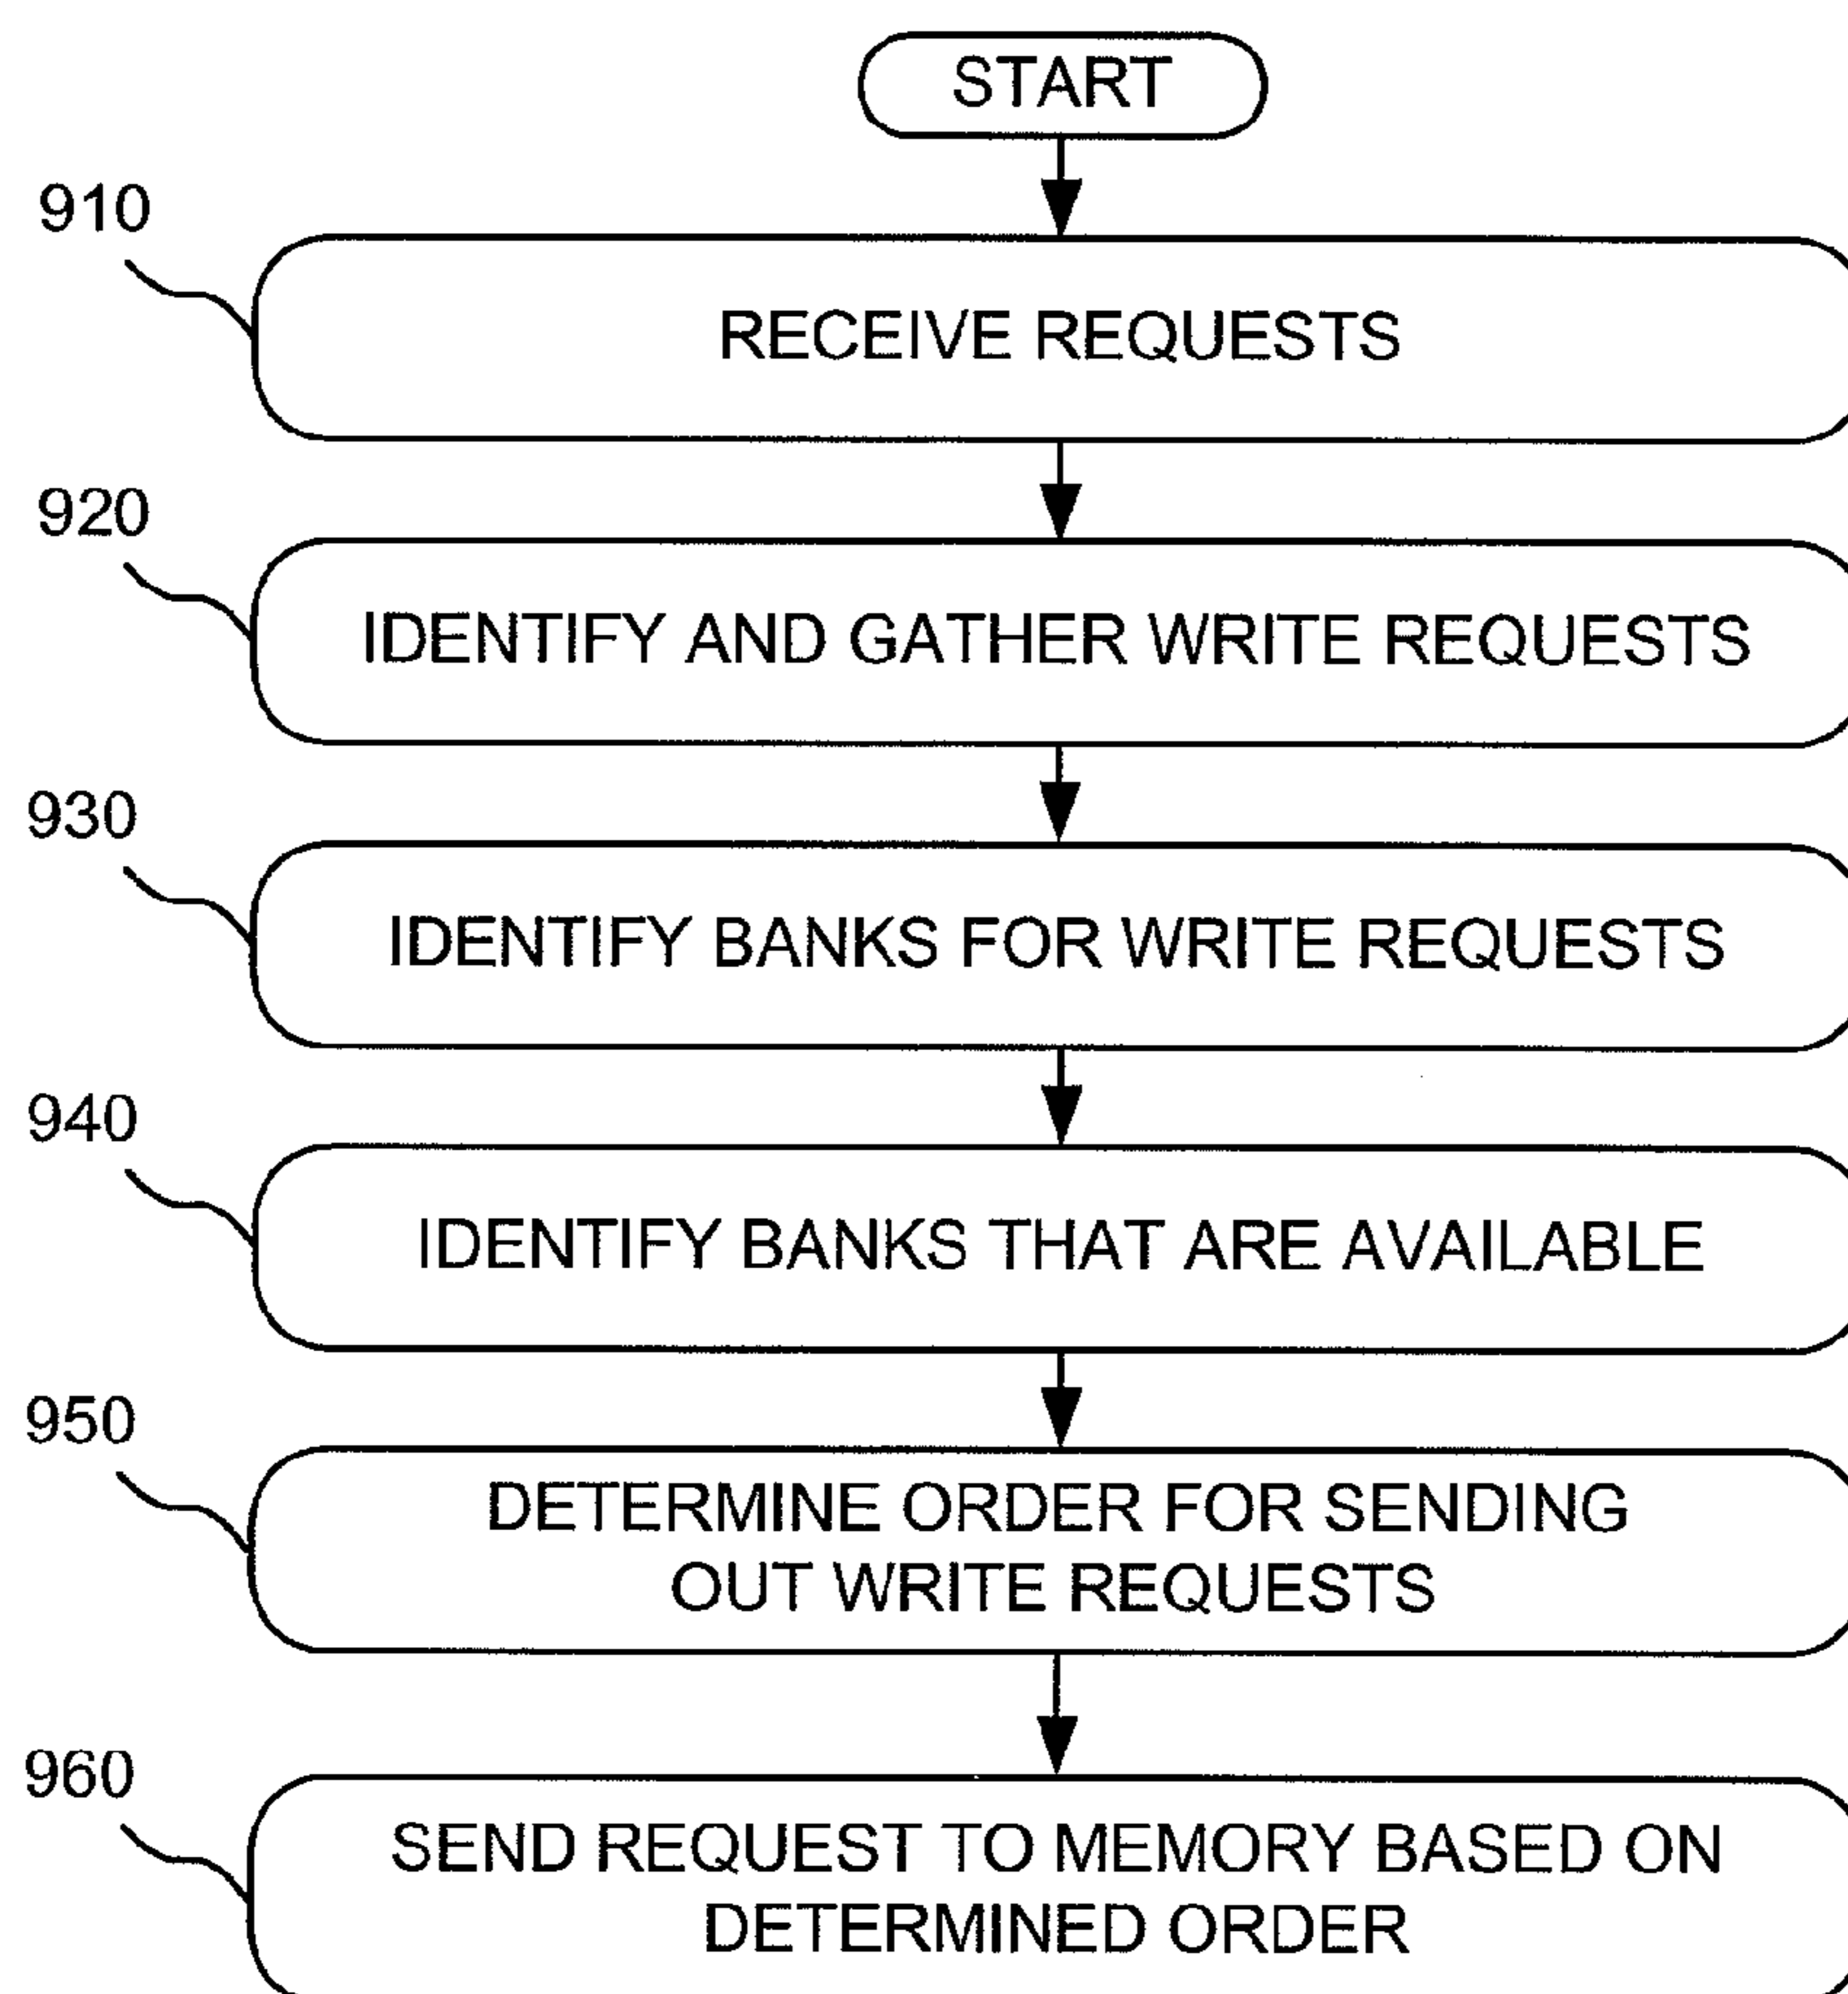 START
910
RECEIVE REQUESTS
920
IDENTIFY AND GATHER WRITE REQUESTS
930
IDENTIFY BANKS FOR WRITE REQUESTS
940
IDENTIFY BANKS THAT ARE AVAILABLE
950
DETERMINE ORDER FOR SENDING
OUT WRITE REQUESTS
960
SEND REQUEST TO MEMORY BASED ON
DETERMINED ORDER